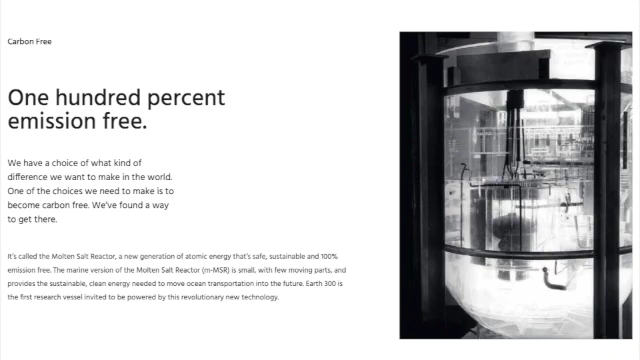 Carbon Free
One hundred percent
emission free.
We have a choice of what kind of
difference we want to make in the world.
One of the choices we need to make is to
become carbon free. We've found a way
to get there.
It's called the Molten Salt Reactor, a new generation of atomic energy that's safe, sustainable and 100%
emission free. The marine version of the Molten Salt Reactor (m-MSR) is small, with few moving parts, and
provides the sustainable, clean energy needed to move ocean transportation into the future. Earth 300 is
the first research vessel invited to be powered by this revolutionary new technology.